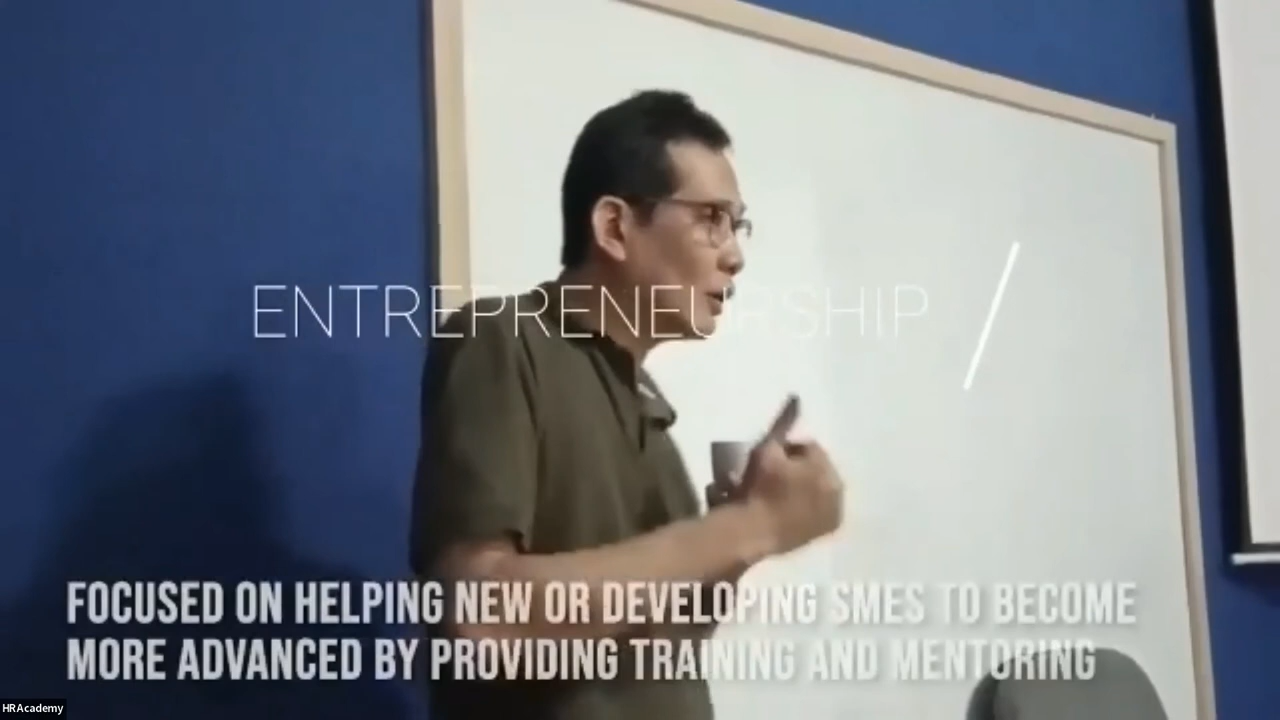 ENTREPRENEURSHIP
FOCUSED ON HELPING NEW OR DEVELOPING SMES TO BECOME
MORE ADVANCED BY PROVIDING TRAINING AND MENTORING
HRAcademy